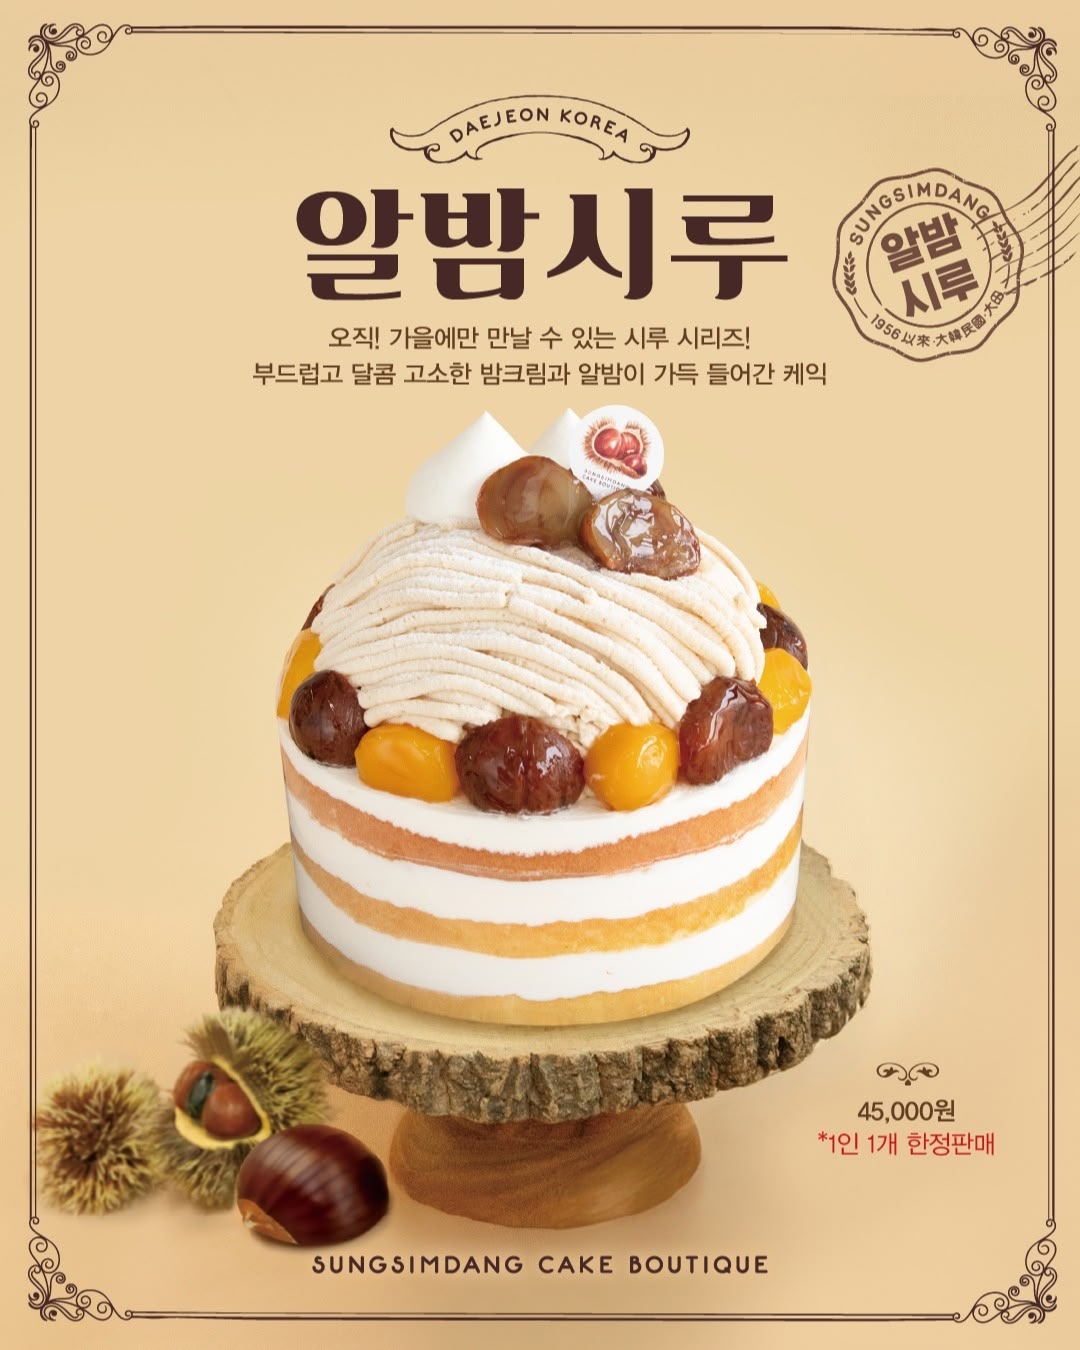 DAEJEON KOREA
알밤시루
SUNGSIMDANG
알밤
시루
1956 以來·大韓民國·大田
오직! 가을에만 만날 수 있는 시루 시리즈!
부드럽고 달콤 고소한 밤크림과 알밤이 가득 들어간 케익
SUNGSIMDANG
CAKE BOUTIQUE
45,000원
*1인 1개 한정판매
SUNGSIMDANG CAKE BOUTIQUE